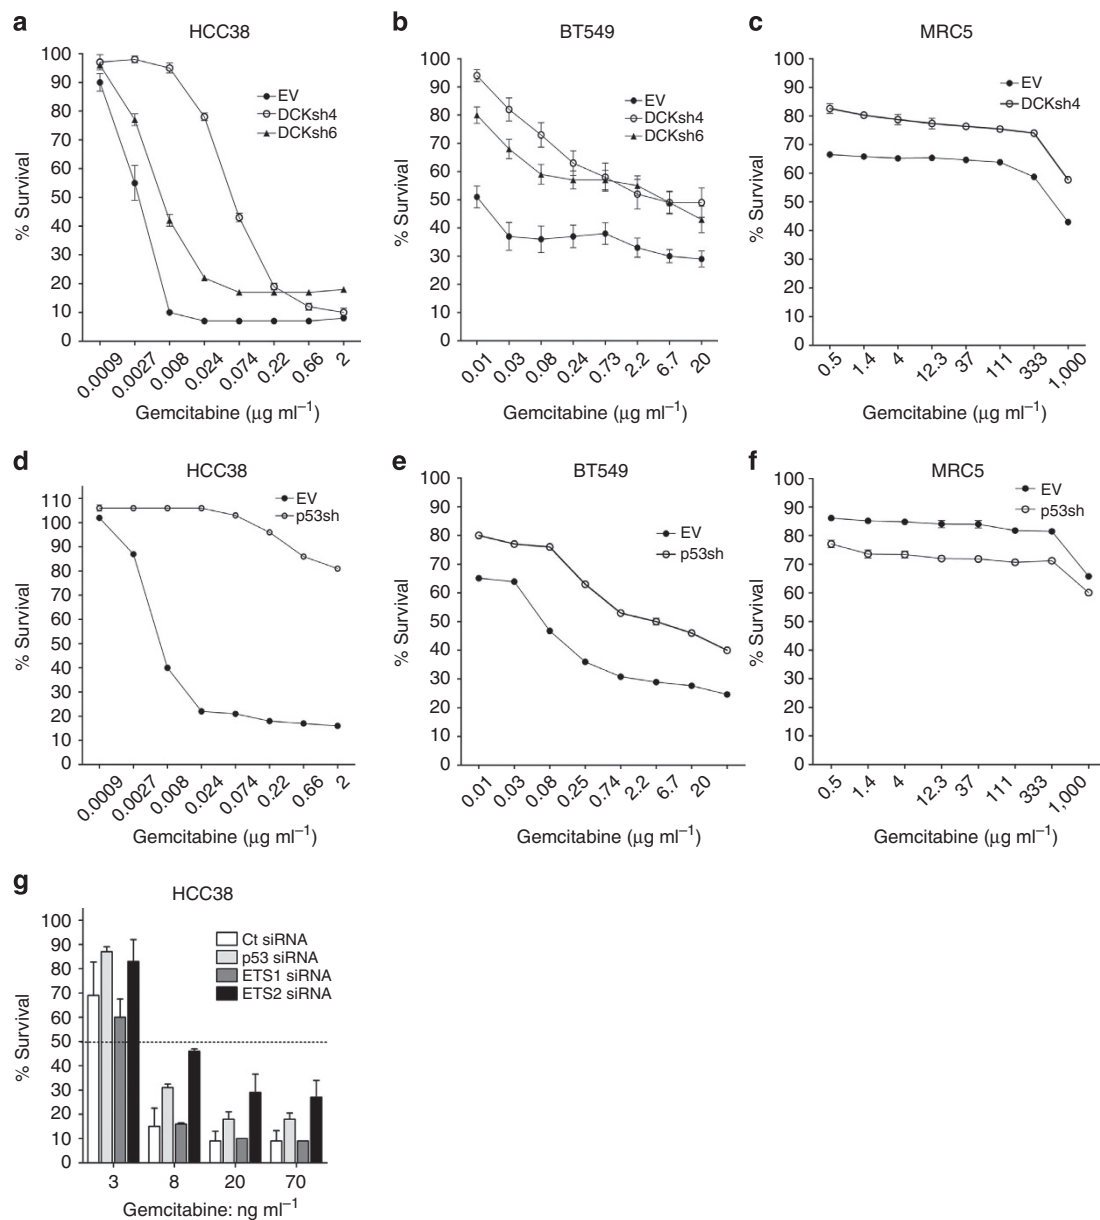 a
HCC38
100
90
80
70
60
50
40
30
20
10
0
% Survival
EV
DCKsh4
DCKsh6
0.0009
0.0027
0.008
0.024
0.074
0.22
0.66
2
Gemcitabine (μg ml⁻¹)
b
BT549
100
90
80
70
60
50
40
30
20
10
0
% Survival
EV
DCKsh4
DCKsh6
0.01
0.03
0.08
0.24
0.73
2.2
6.7
20
Gemcitabine (μg ml⁻¹)
c
MRC5
100
90
80
70
60
50
40
30
20
10
0
% Survival
EV
DCKsh4
0.5
1.4
4
12.3
37
111
333
1,000
Gemcitabine (μg ml⁻¹)
d
HCC38
110
100
90
80
70
60
50
40
30
20
10
0
% Survival
EV
p53sh
0.0009
0.0027
0.008
0.024
0.074
0.22
0.66
2
Gemcitabine (μg ml⁻¹)
e
BT549
100
90
80
70
60
50
40
30
20
10
0
% Survival
EV
p53sh
0.01
0.03
0.08
0.25
0.74
2.2
6.7
20
Gemcitabine (μg ml⁻¹)
f
MRC5
100
90
80
70
60
50
40
30
20
10
0
% Survival
EV
p53sh
0.5
1.4
4
12.3
37
111
333
1,000
Gemcitabine (μg ml⁻¹)
g
HCC38
100
90
80
70
60
50
40
30
20
10
0
% Survival
Ct siRNA
p53 siRNA
ETS1 siRNA
ETS2 siRNA
3
8
20
70
Gemcitabine: ng ml⁻¹